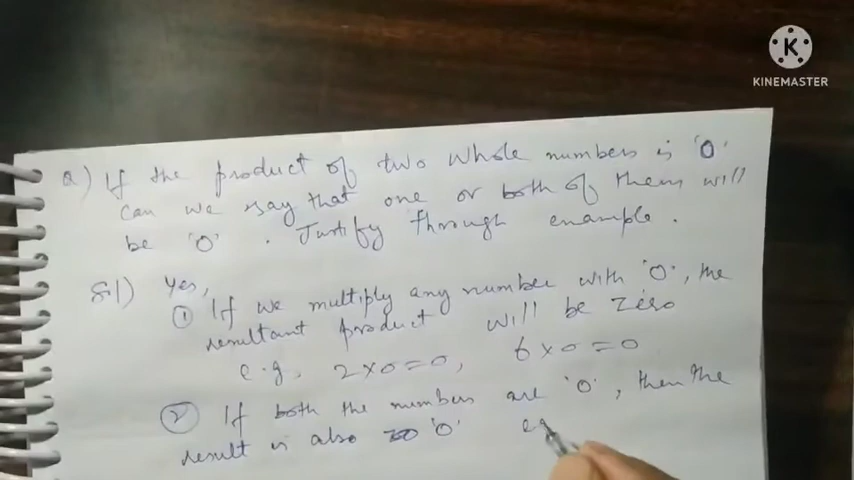 KINEMASTER
Q) If the product of two whole numbers is '0'
can we say that one or both of them will
be '0' . Justify through example.
Sol) Yes,
① If we multiply any number with '0', the
resultant product will be zero
e.g, 2×0=0, 6×0=0
② If both the numbers are '0', then the
result is also '0' eg